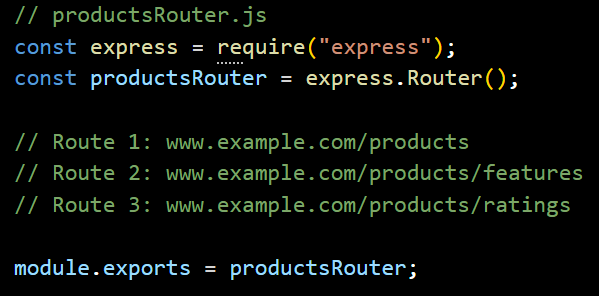 // productsRouter.js
const express = require("express");
const productsRouter = express.Router();
// Route 1: www.example.com/products
// Route 2: www.example.com/products/features
// Route 3: www.example.com/products/ratings
module.exports = productsRouter;